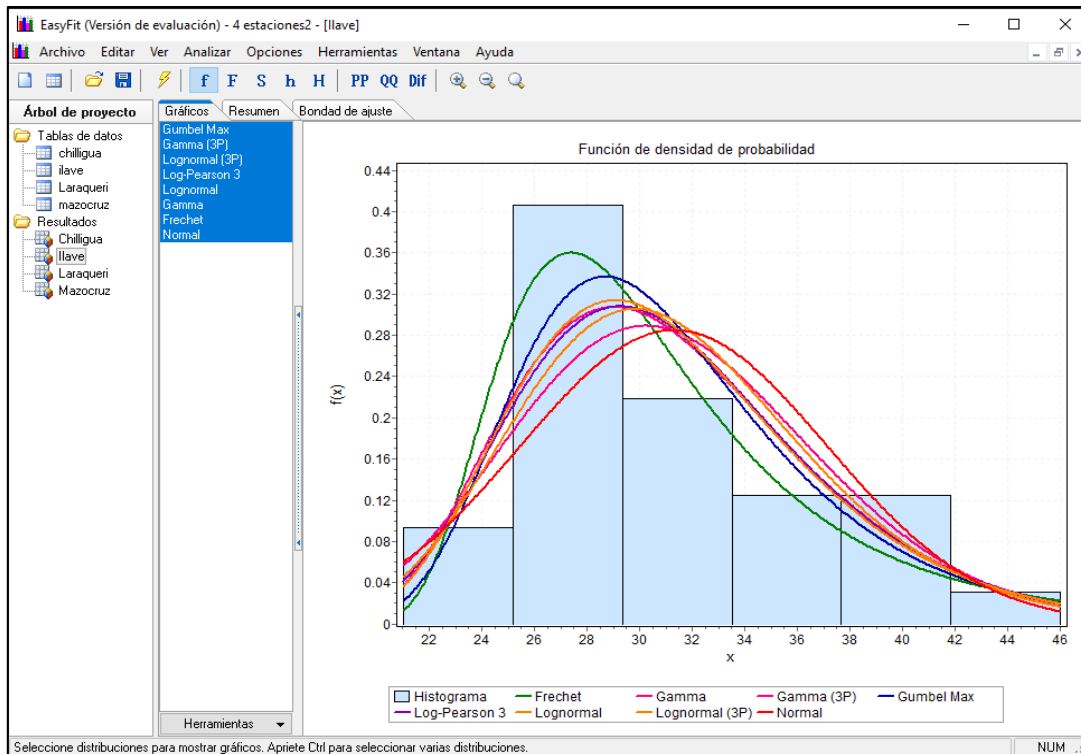 EasyFit (Versión de evaluación) - 4 estaciones2 - [Ilave]
Archivo Editar Ver Analizar Opciones Herramientas Ventana Ayuda
f F S h H PP QQ Dif
Árbol de proyecto
Tablas de datos
chilligua
ilave
Laraqueri
mazocruz
Resultados
Chilligua
Ilave
Laraqueri
Mazocruz
Gráficos Resumen Bondad de ajuste
Gumbel Max
Gamma (3P)
Lognormal (3P)
Log-Pearson 3
Lognormal
Gamma
Frechet
Normal
Herramientas
Función de densidad de probabilidad
f(x)
0.44
0.4
0.36
0.32
0.28
0.24
0.2
0.16
0.12
0.08
0.04
0
22 24 26 28 30 32 34 36 38 40 42 44 46
x
Histograma Frechet Gamma Gamma (3P) Gumbel Max
Log-Pearson 3 Lognormal Lognormal (3P) Normal
Seleccione distribuciones para mostrar gráficos. Apriete Ctrl para seleccionar varias distribuciones. NUM